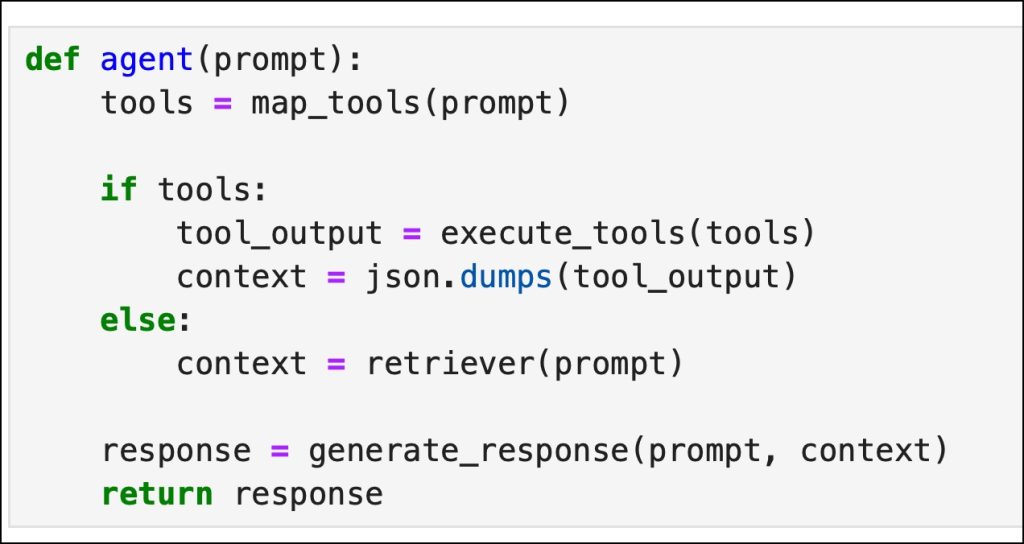 def agent(prompt):
    tools = map_tools(prompt)

    if tools:
        tool_output = execute_tools(tools)
        context = json.dumps(tool_output)
    else:
        context = retriever(prompt)

    response = generate_response(prompt, context)
    return response